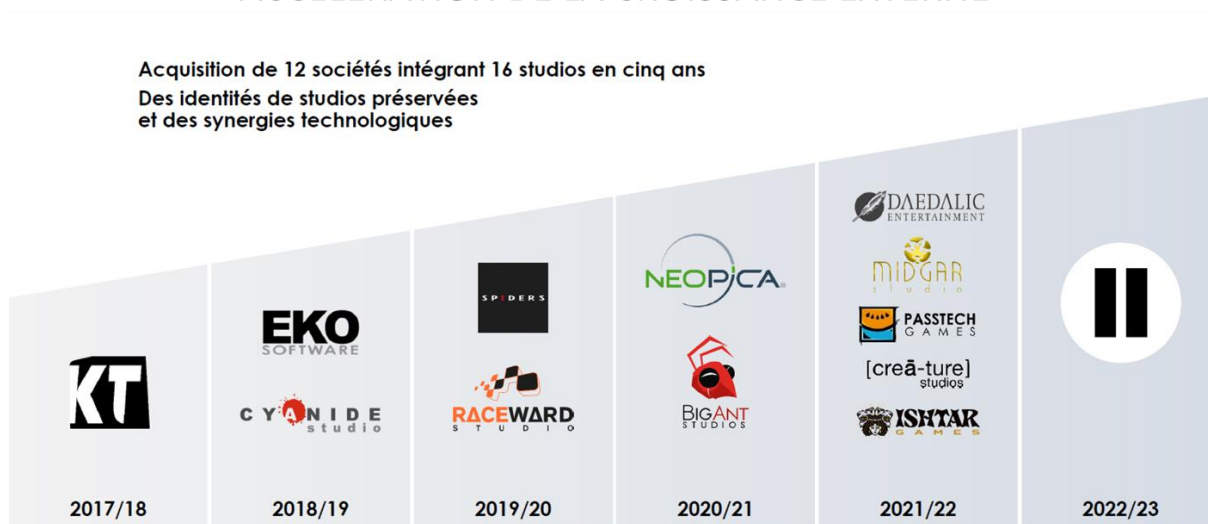 Acquisition de 12 sociétés intégrant 16 studios en cinq ans
Des identités de studios préservées
et des synergies technologiques
KT
EKO
SOFTWARE
CYANIDE
studio
SPIDERS
RACEWARD
STUDIO
NEOPICA
BIGANT
STUDIOS
DAEDALIC
ENTERTAINMENT
MIDGAR
studio
PASSTECH
GAMES
[creā-ture]
studios
ISHTAR
GAMES
2017/18
2018/19
2019/20
2020/21
2021/22
2022/23